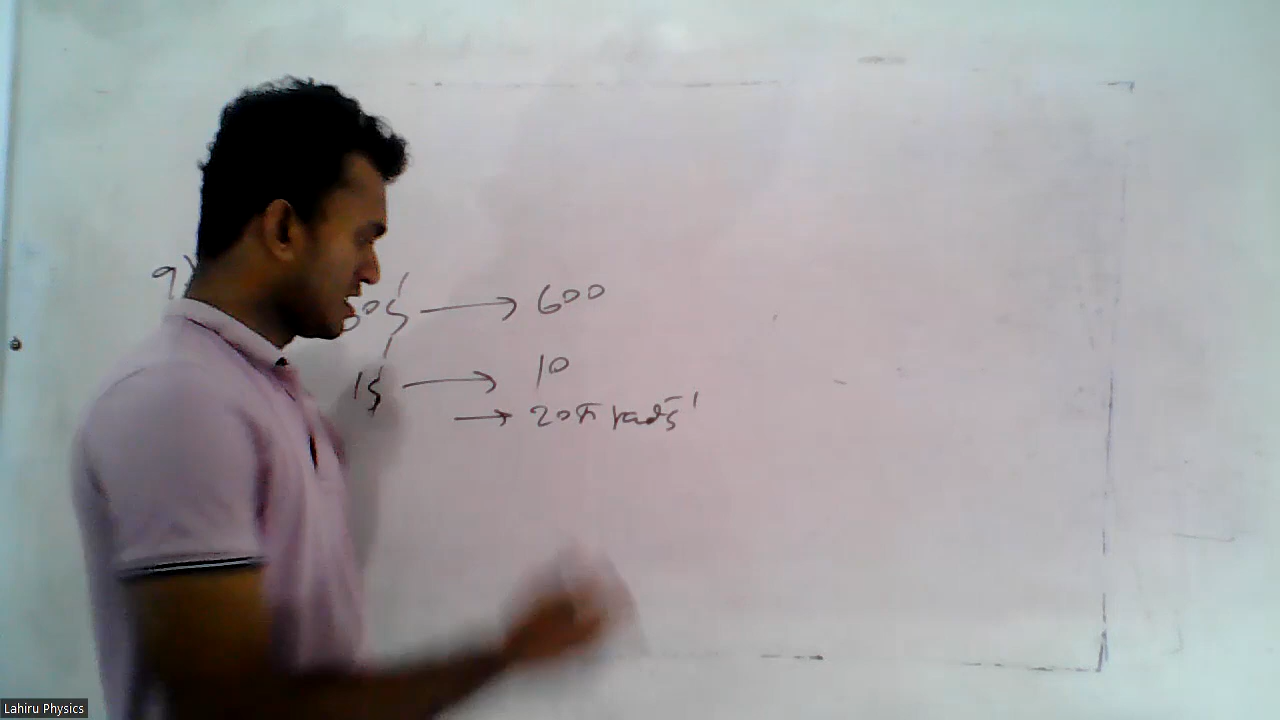 9)
60s → 600
1s → 10
→ 20π rads⁻¹
Lahiru Physics